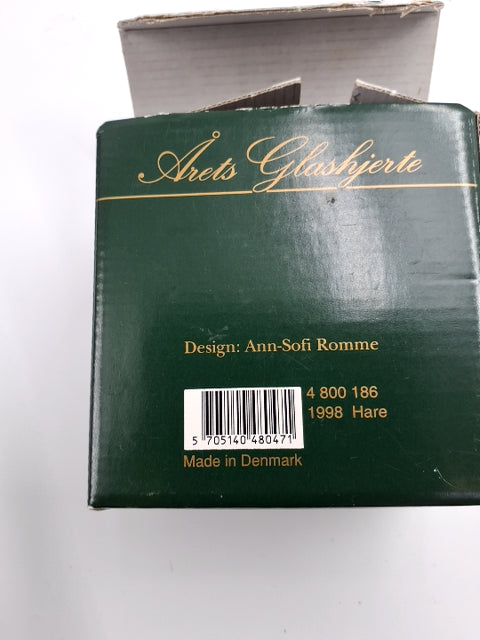 Årets Glashjerte
Design: Ann-Sofi Romme
4 800 186
1998 Hare
5 705140 480471
Made in Denmark